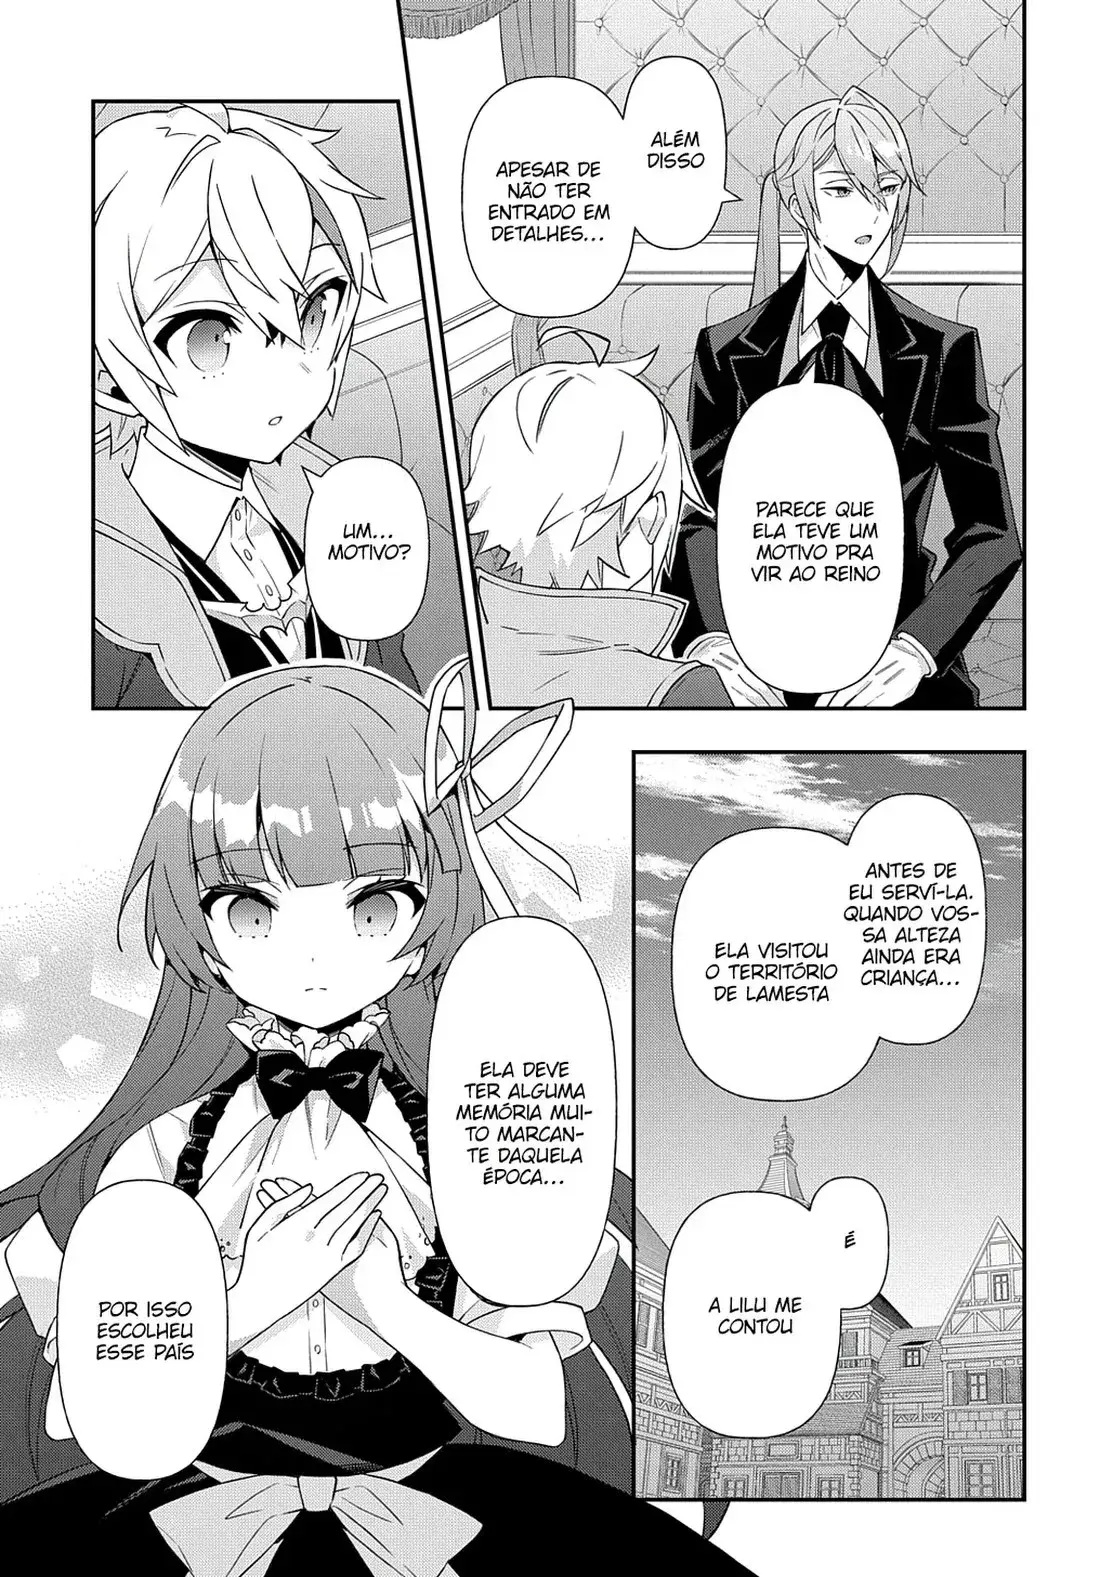 ALÉM
DISSO
APESAR DE
NÃO TER
ENTRADO EM
DETALHES...
PARECE QUE
ELA TEVE UM
MOTIVO PRA
VIR AO REINO
UM...
MOTIVO?
ANTES DE
EU SERVÍ-LA.
QUANDO VOS-
SA ALTEZA
AINDA ERA
CRIANÇA...
ELA VISITOU
O TERRITÓRIO
DE LAMESTA
É
A LILU ME
CONTOU
ELA DEVE
TER ALGUMA
MEMÓRIA MUI-
TO MARCAN-
TE DAQUELA
ÉPOCA...
POR ISSO
ESCOLHEU
ESSE PAÍS